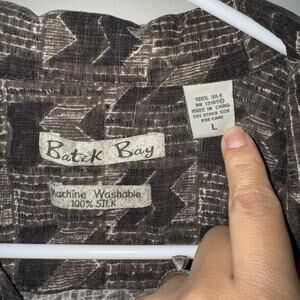 Batik Bay
Machine Washable
100% SILK
100% SILK
MADE IN CHINA
SEE OTHER SIDE
FOR CARE
L